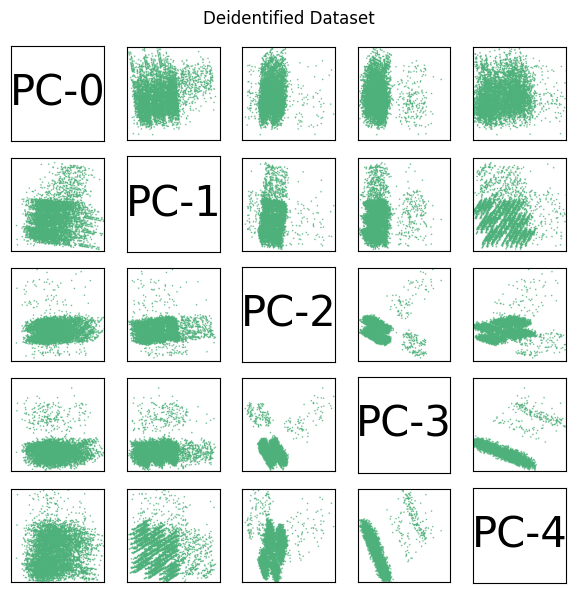 Deidentified Dataset
PC-0
PC-1
PC-2
PC-3
PC-4